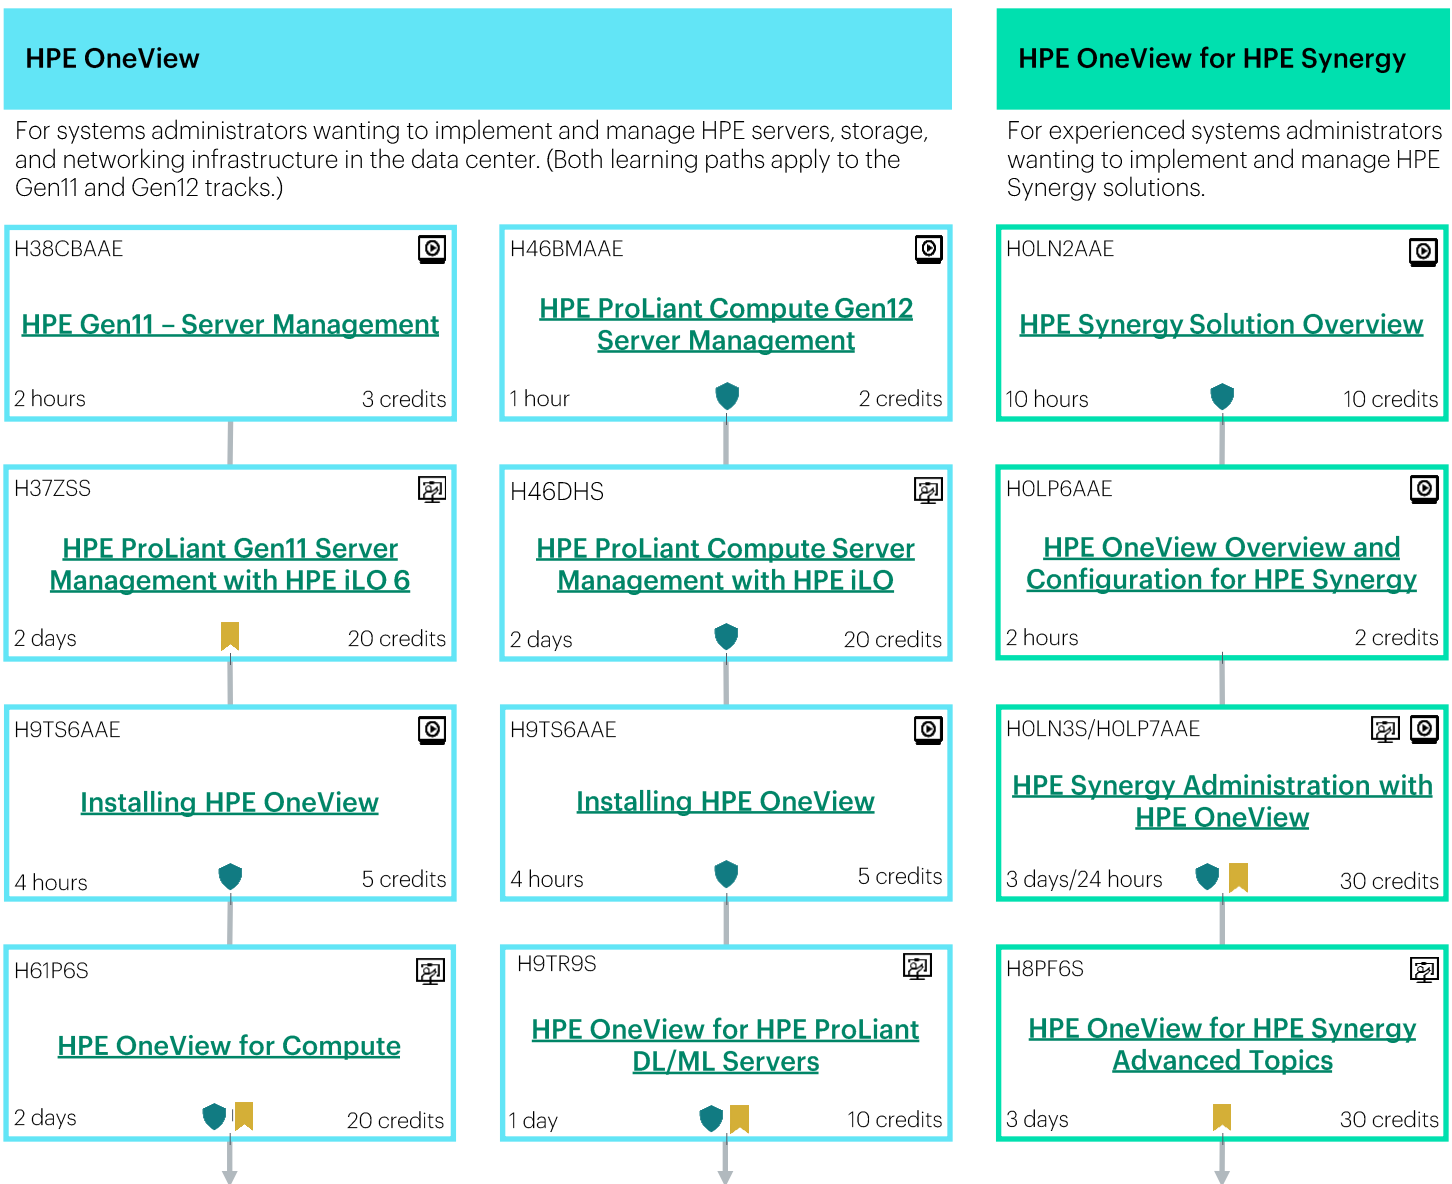 HPE OneView
For systems administrators wanting to implement and manage HPE servers, storage,
and networking infrastructure in the data center. (Both learning paths apply to the
Gen11 and Gen12 tracks.)
H38CBAAE
HPE Gen11 – Server Management
2 hours
3 credits
H37ZSS
HPE ProLiant Gen11 Server
Management with HPE iLO 6
2 days
20 credits
H9TS6AAE
Installing HPE OneView
4 hours
5 credits
H61P6S
HPE OneView for Compute
2 days
20 credits
H46BMAAE
HPE ProLiant Compute Gen12
Server Management
1 hour
2 credits
H46DHS
HPE ProLiant Compute Server
Management with HPE iLO
2 days
20 credits
H9TS6AAE
Installing HPE OneView
4 hours
5 credits
H9TR9S
HPE OneView for HPE ProLiant
DL/ML Servers
1 day
10 credits
HPE OneView for HPE Synergy
For experienced systems administrators
wanting to implement and manage HPE
Synergy solutions.
H0LN2AAE
HPE Synergy Solution Overview
10 hours
10 credits
H0LP6AAE
HPE OneView Overview and
Configuration for HPE Synergy
2 hours
2 credits
H0LN3S/H0LP7AAE
HPE Synergy Administration with
HPE OneView
3 days/24 hours
30 credits
H8PF6S
HPE OneView for HPE Synergy
Advanced Topics
3 days
30 credits